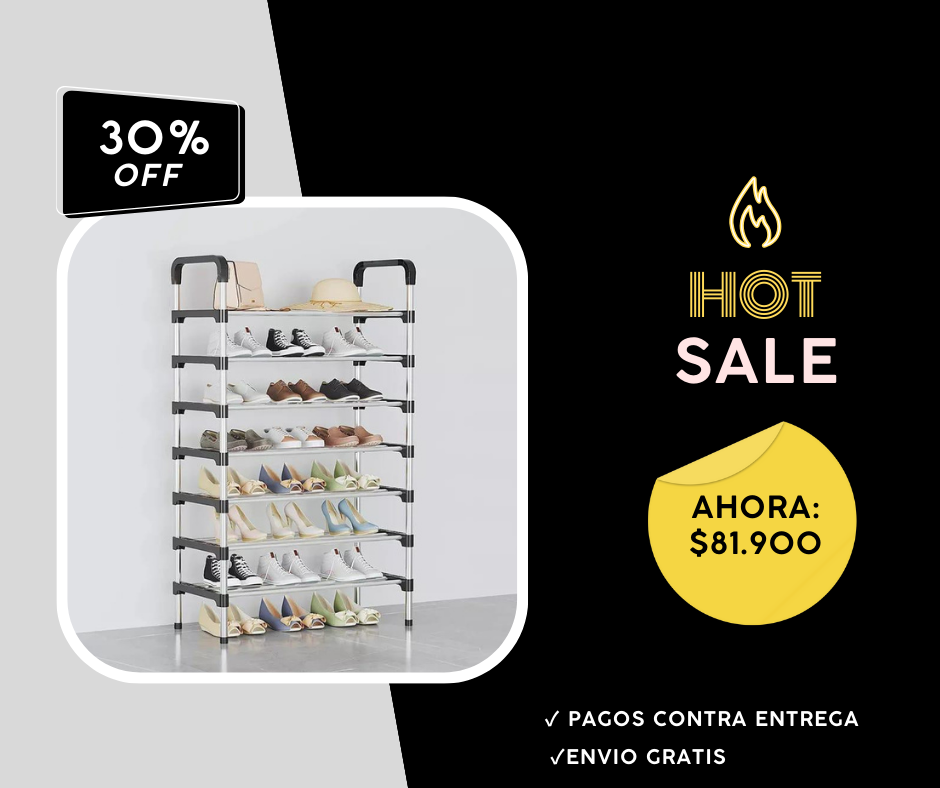 30%
OFF
HOT
SALE
AHORA:
$81.900
✓ PAGOS CONTRA ENTREGA
✓ENVIO GRATIS